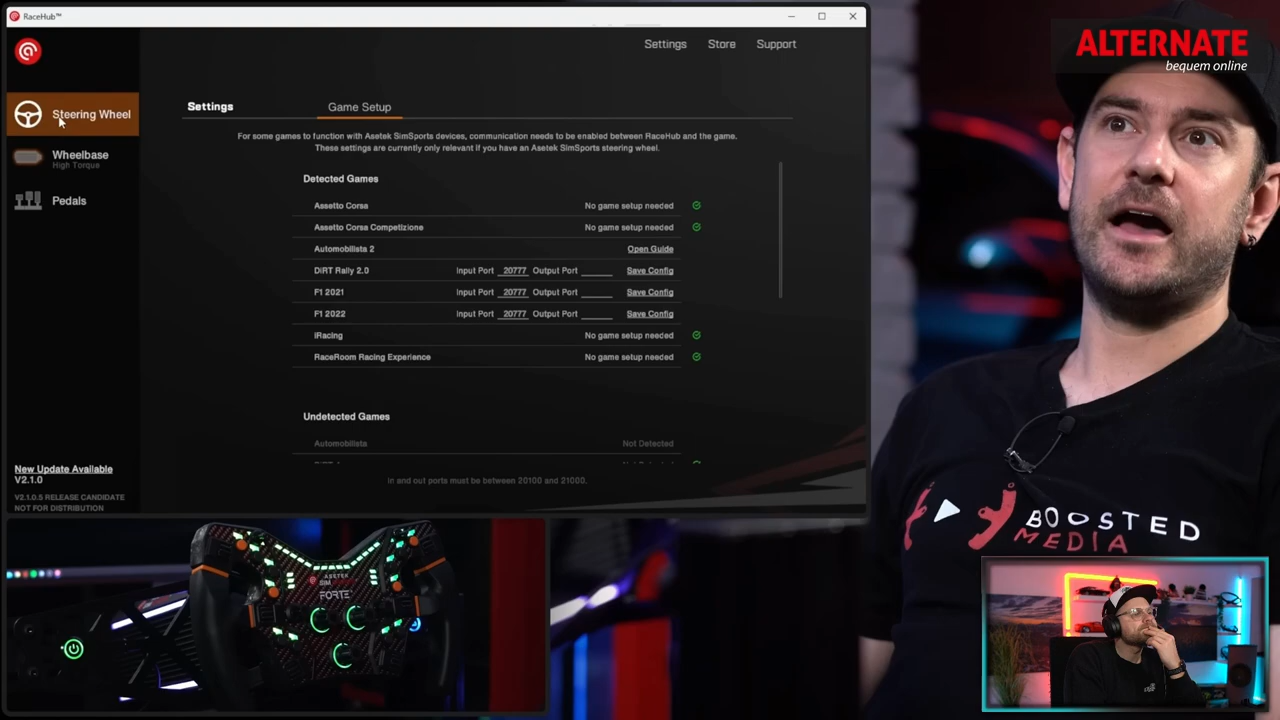 RaceHub™
Settings Store Support
ALTERNATE
bequem online
Steering Wheel
Wheelbase
High Torque
Pedals
Settings Game Setup
For some games to function with Asetek SimSports devices, communication needs to be enabled between RaceHub and the game.
These settings are currently only relevant if you have an Asetek SimSports steering wheel.
Detected Games
Assetto Corsa No game setup needed
Assetto Corsa Competizione No game setup needed
Automobilista 2 Open Guide
DiRT Rally 2.0 Input Port 20777 Output Port Save Config
F1 2021 Input Port 20777 Output Port Save Config
F1 2022 Input Port 20777 Output Port Save Config
iRacing No game setup needed
RaceRoom Racing Experience No game setup needed
Undetected Games
Automobilista Not Detected
In and out ports must be between 20100 and 21000.
New Update Available
V2.1.0
V2.1.0.5 RELEASE CANDIDATE
NOT FOR DISTRIBUTION
ASETEK
SIM
FORTE
BOOSTED
MEDIA